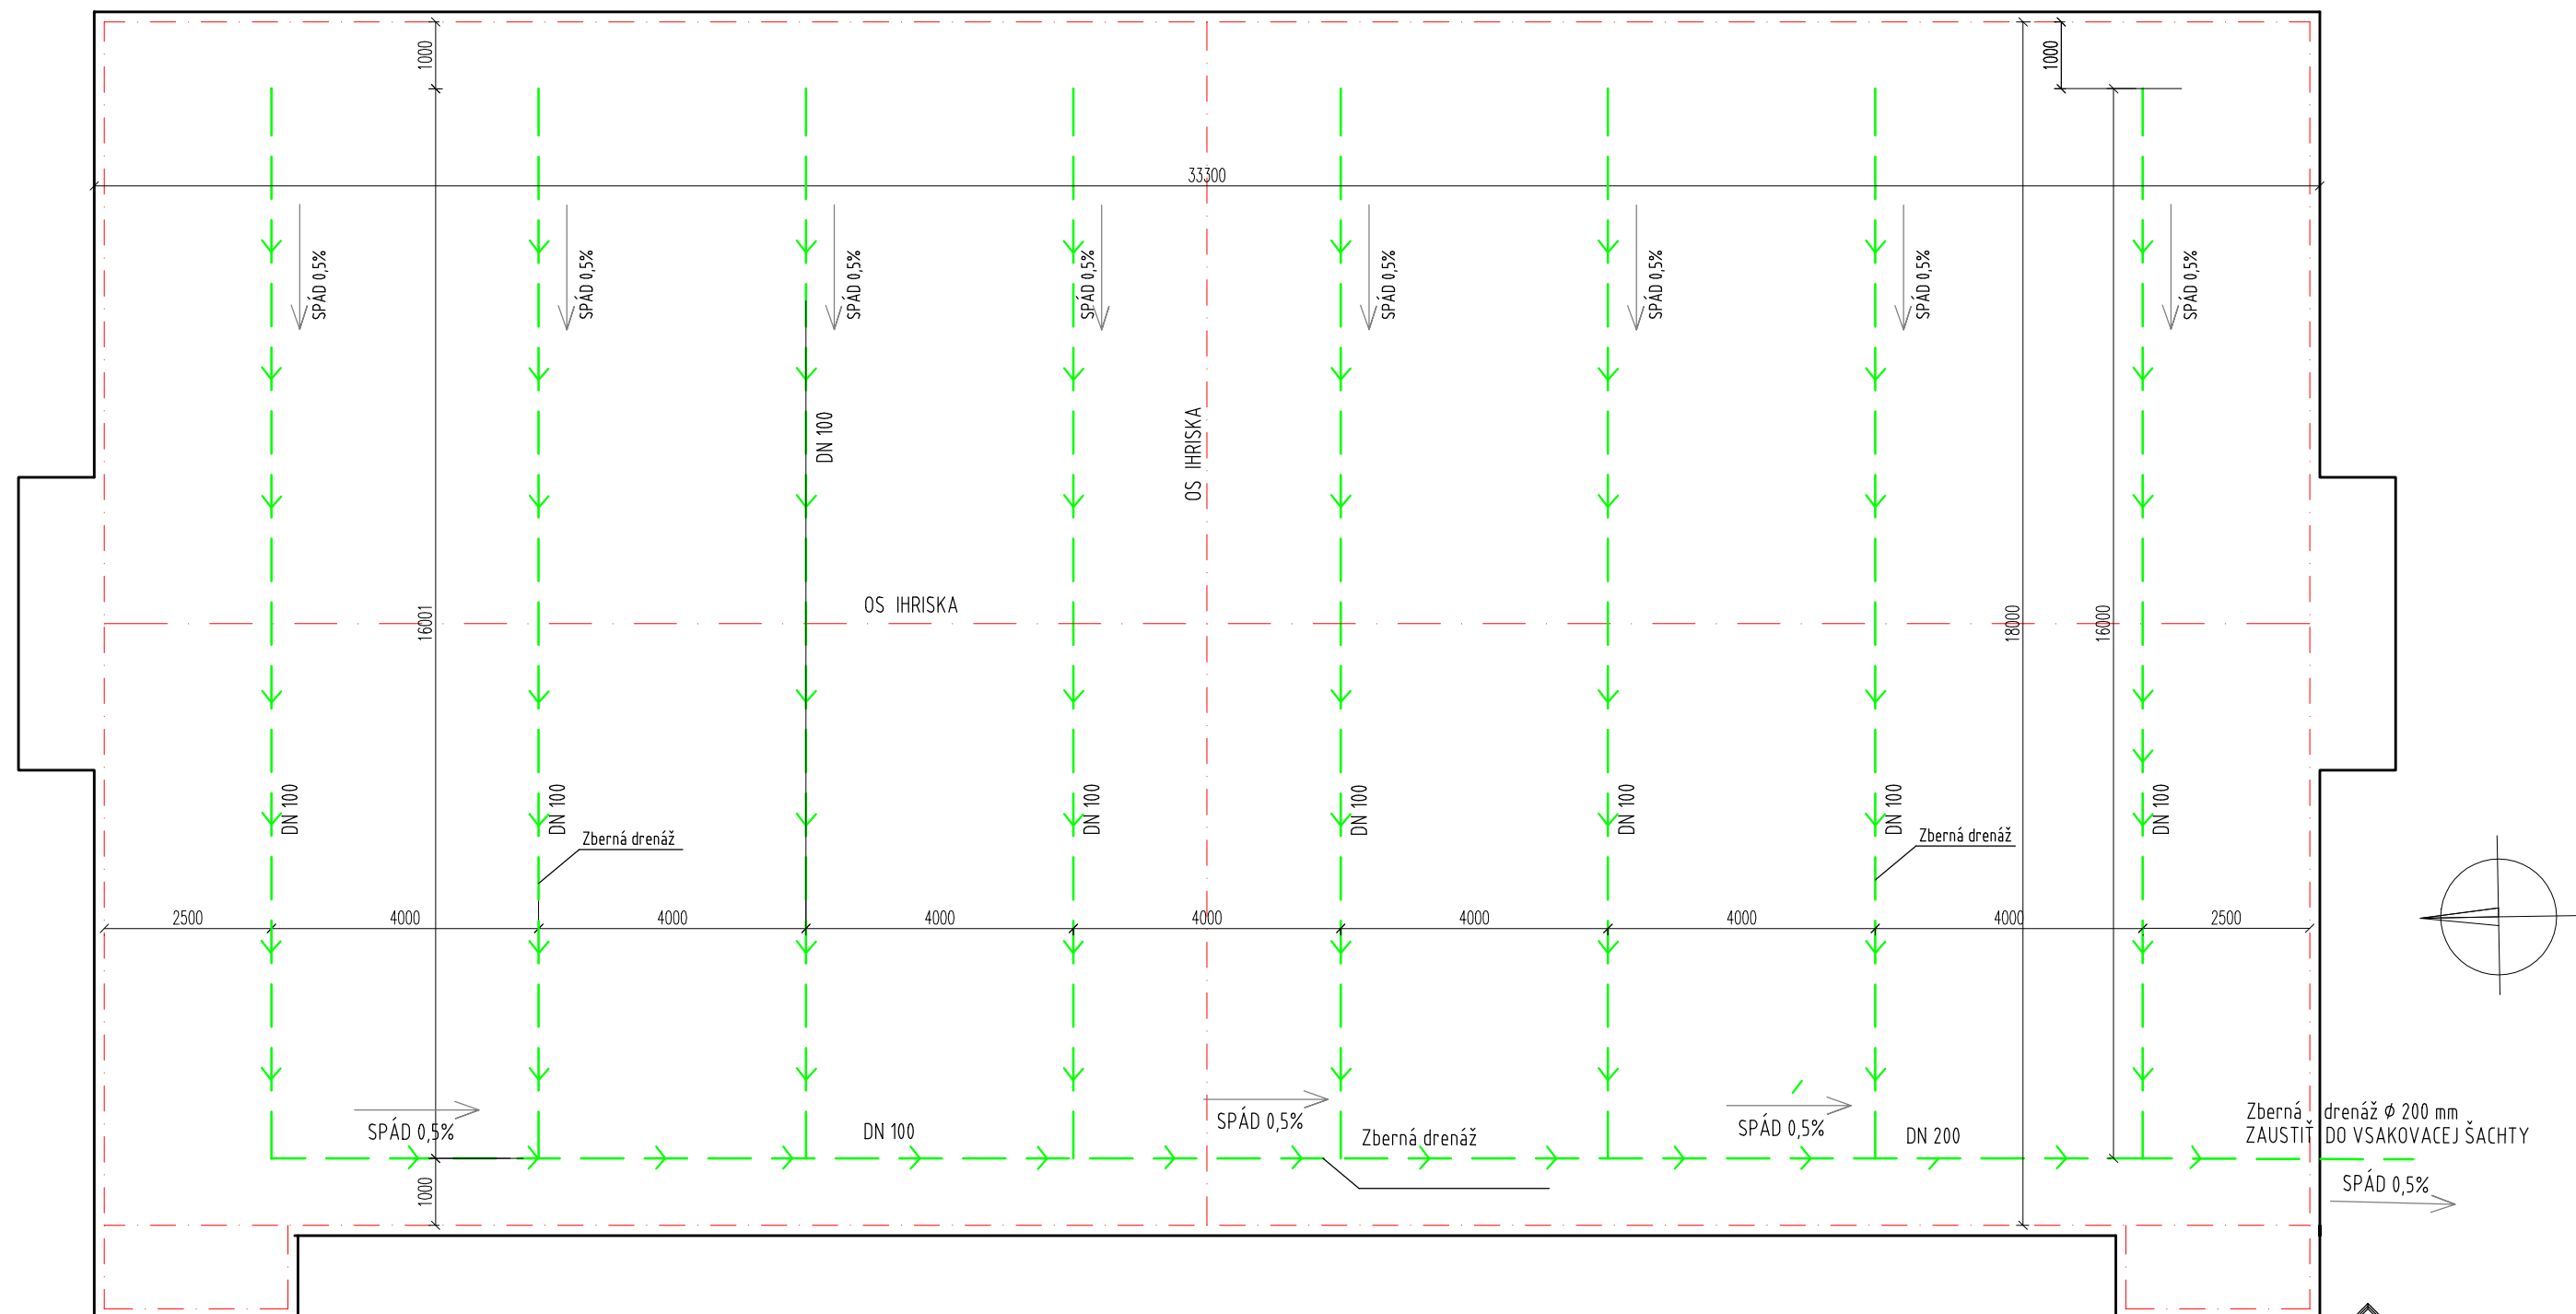 1000
1000
33300
SPÁD 0,5%
SPÁD 0,5%
SPÁD 0,5%
SPÁD 0,5%
SPÁD 0,5%
SPÁD 0,5%
SPÁD 0,5%
SPÁD 0,5%
DN 100
OS IHRISKA
OS IHRISKA
16001
18000
16000
DN 100
DN 100
DN 100
DN 100
DN 100
DN 100
DN 100
Zberná drenáž
Zberná drenáž
2500
4000
4000
4000
4000
4000
4000
4000
2500
SPÁD 0,5%
DN 100
SPÁD 0,5%
Zberná drenáž
SPÁD 0,5%
DN 200
Zberná drenáž ϕ 200 mm
ZAUSTIŤ DO VSAKOVACEJ ŠACHTY
SPÁD 0,5%
1000